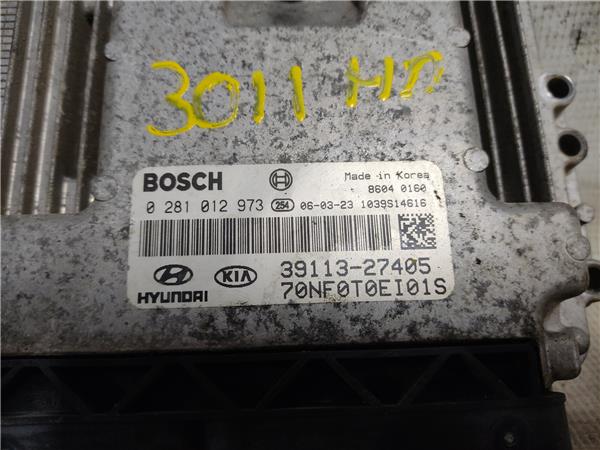 3011 HD
BOSCH
Made in Korea
8604 0160
0 281 012 973 254 06-03-23 1039S14616
39113-27405
HYUNDAI KIA
70NF0T0EI01S